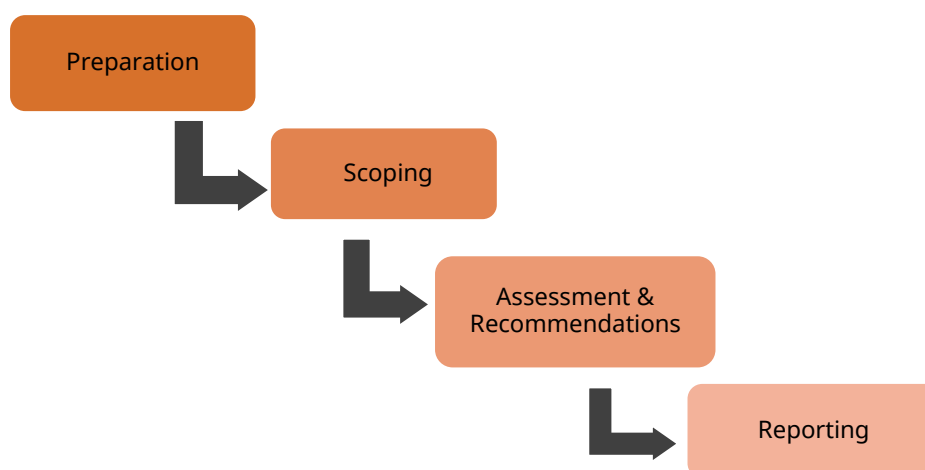 Preparation
Scoping
Assessment &
Recommendations
Reporting